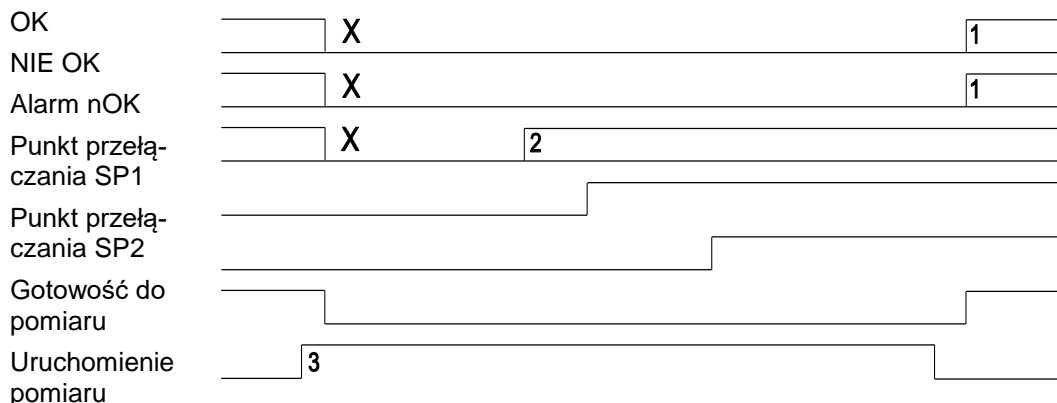 OK
X
1
NIE OK
X
1
Alarm nOK
X
2
Punkt przełą-
czania SP1
Punkt przełą-
czania SP2
Gotowość do
pomiaru
Uruchomienie
pomiaru
3